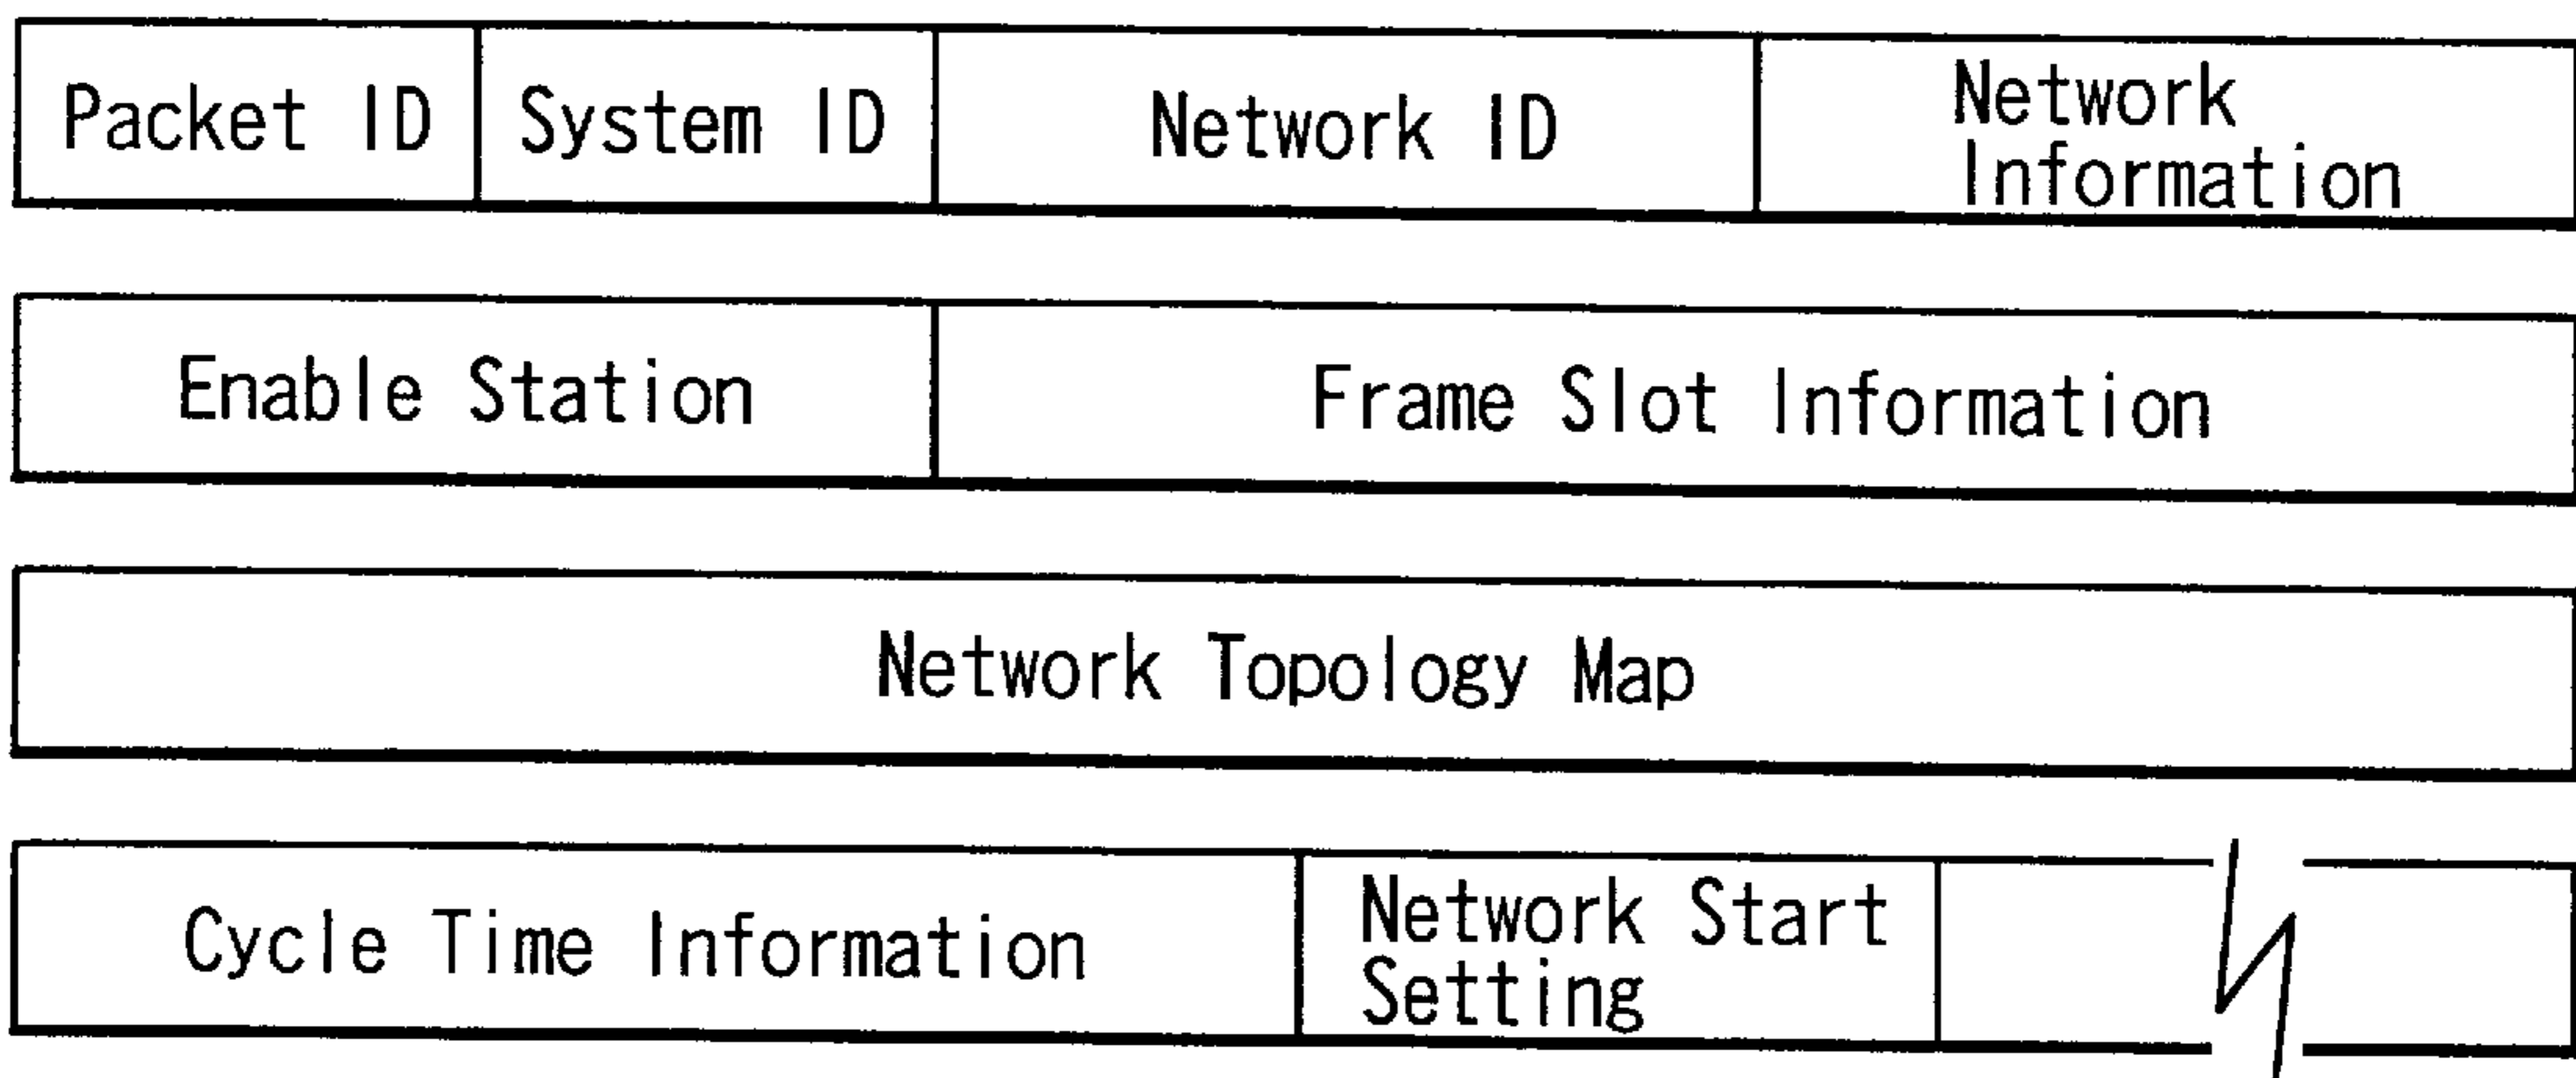 Packet ID System ID Network ID Network
Information
Enable Station Frame Slot Information
Network Topology Map
Cycle Time Information Network Start
Setting